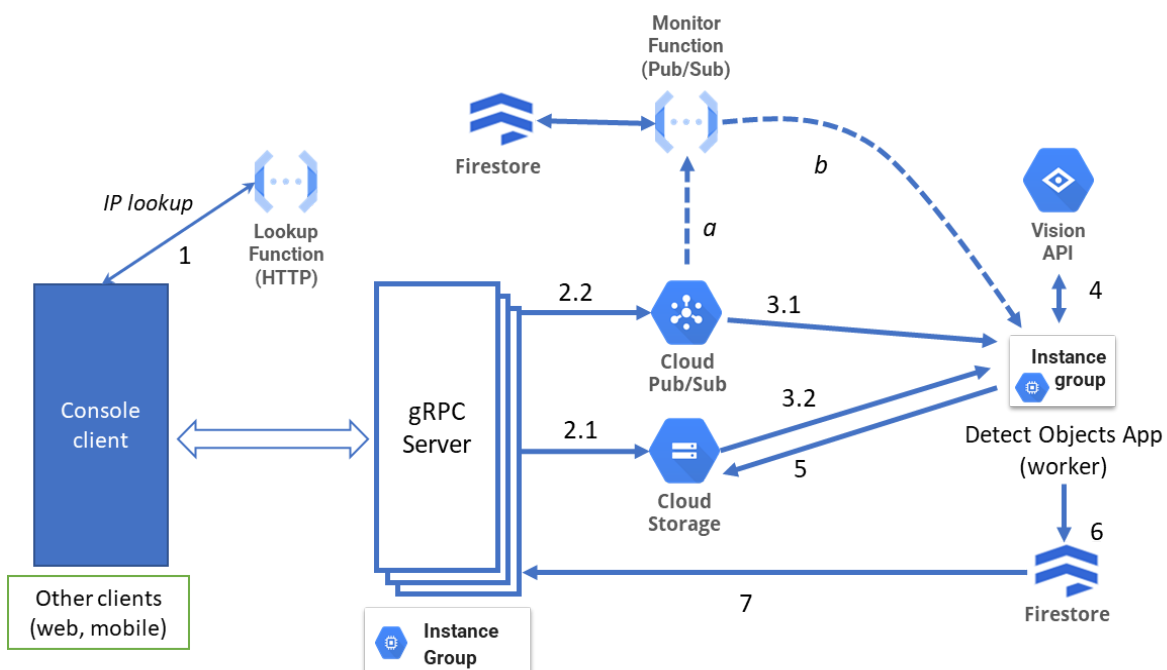 Monitor
Function
(Pub/Sub)
Firestore
b
IP lookup
1
Lookup
Function
(HTTP)
a
Vision
API
4
2.2
3.1
Cloud
Pub/Sub
Instance
group
Console
client
gRPC
Server
2.1
3.2
5
Detect Objects App
(worker)
Cloud
Storage
6
Other clients
(web, mobile)
7
Firestore
Instance
Group